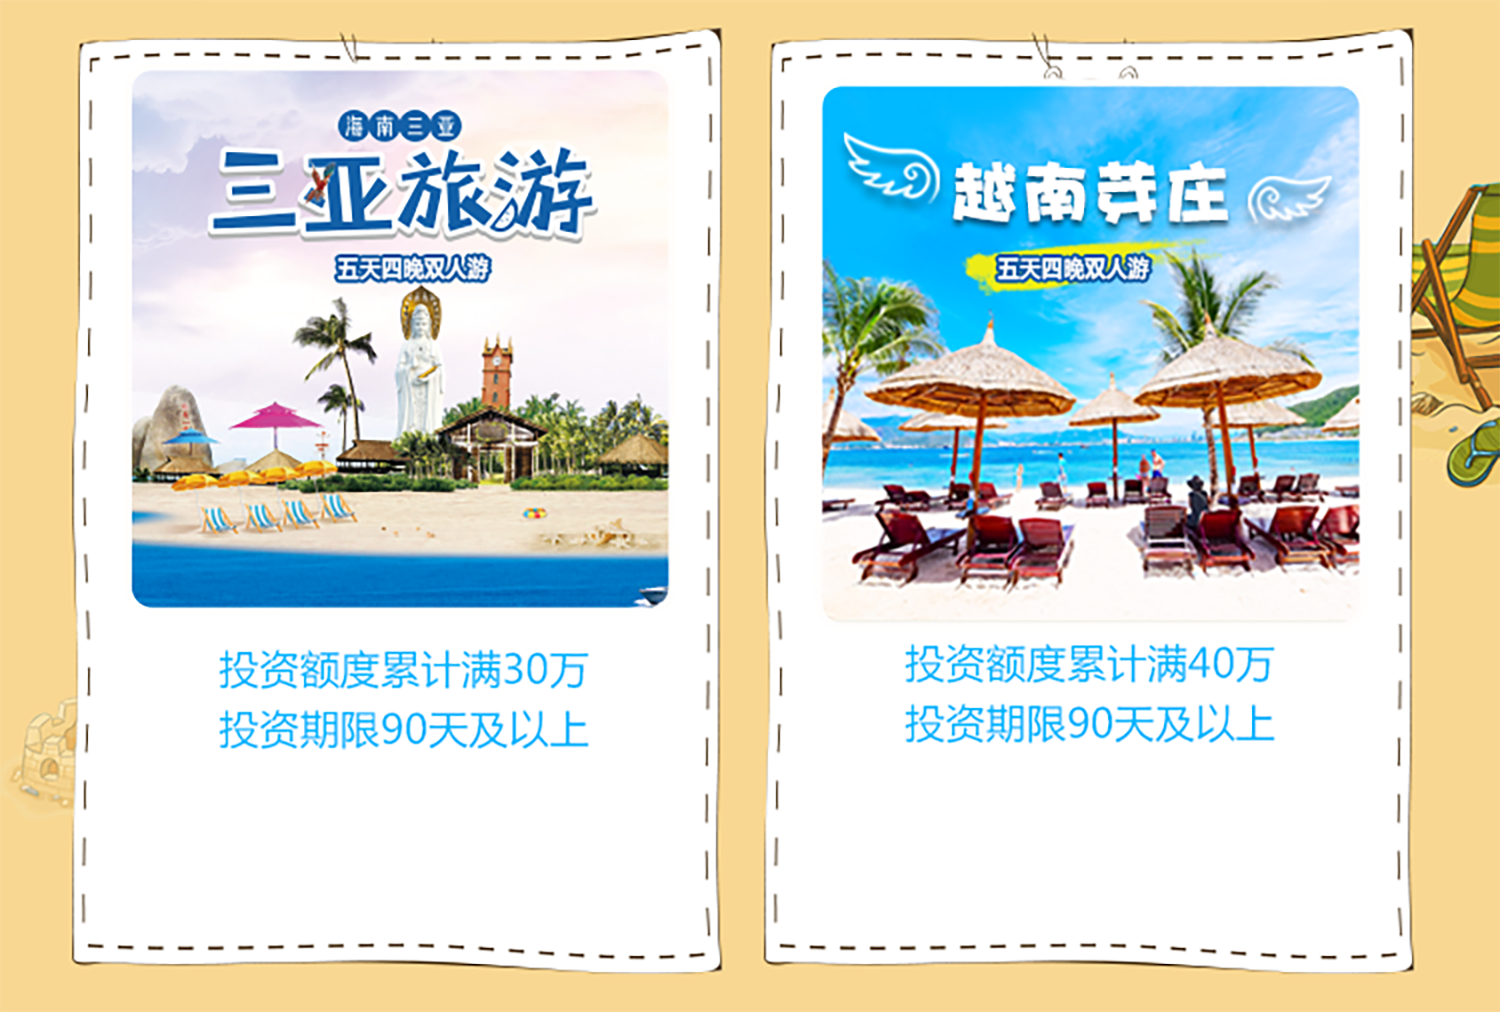 海南三亚
三亚旅游
五天四晚双人游
投资额度累计满30万
投资期限90天及以上
越南芽庄
五天四晚双人游
投资额度累计满40万
投资期限90天及以上